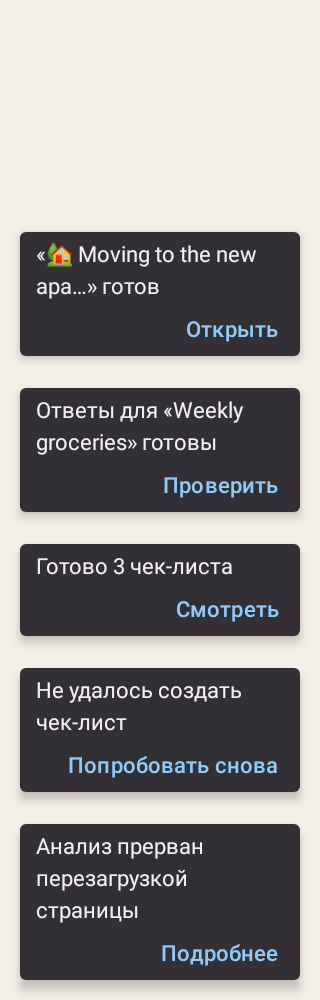 «🏡 Moving to the new
apa…» готов
Открыть
Ответы для «Weekly
groceries» готовы
Проверить
Готово 3 чек-листа
Смотреть
Не удалось создать
чек-лист
Попробовать снова
Анализ прерван
перезагрузкой
страницы
Подробнее